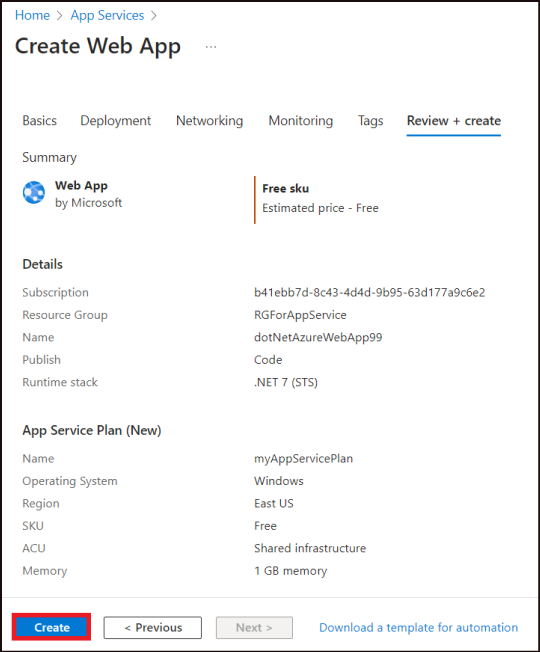 Home > App Services >
Create Web App ...
Basics Deployment Networking Monitoring Tags Review + create
Summary
Web App
by Microsoft
Free sku
Estimated price - Free
Details
Subscription b41ebb7d-8c43-4d4d-9b95-63d177a9c6e2
Resource Group RGForAppService
Name dotNetAzureWebApp99
Publish Code
Runtime stack .NET 7 (STS)
App Service Plan (New)
Name myAppServicePlan
Operating System Windows
Region East US
SKU Free
ACU Shared infrastructure
Memory 1 GB memory
Create < Previous Next > Download a template for automation